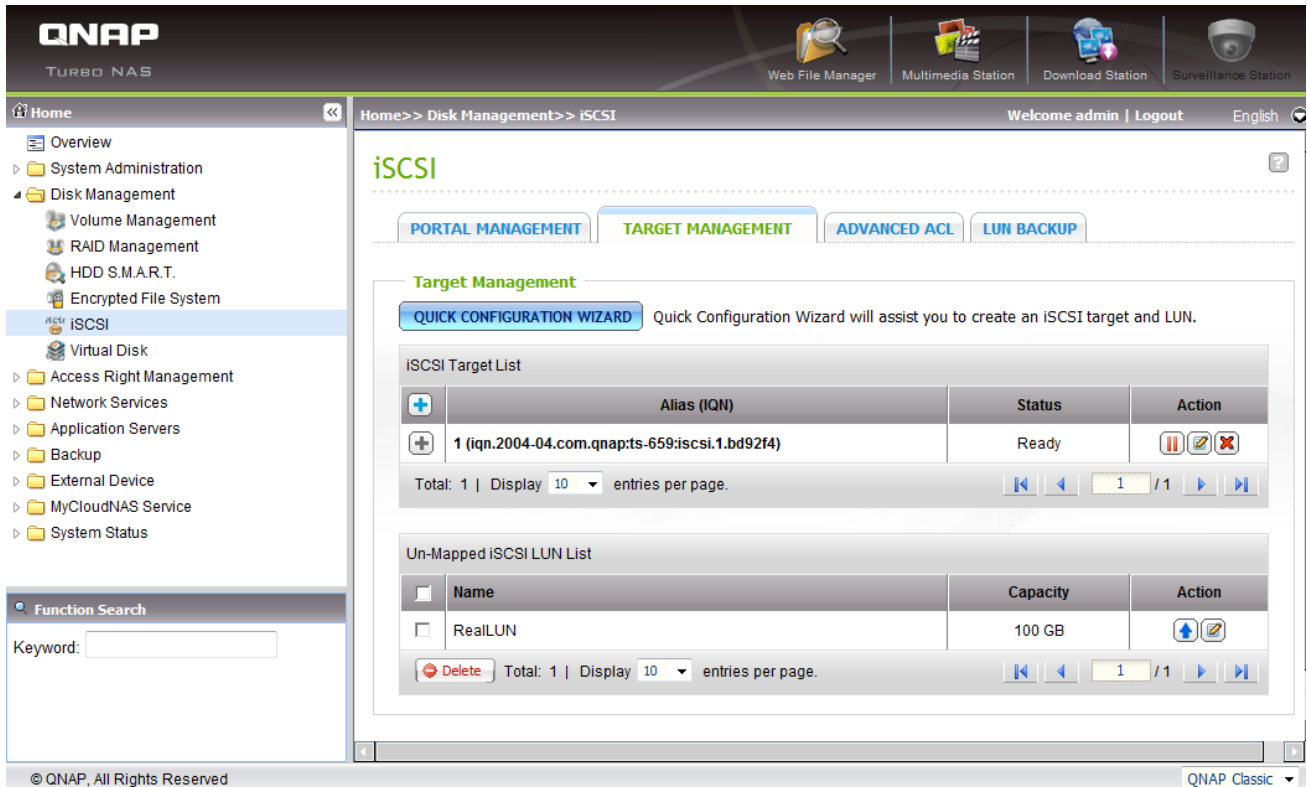 QNAP
TURBO NAS
Web File Manager
Multimedia Station
Download Station
Surveillance Station
Home
Home>> Disk Management>> iSCSI
Welcome admin | Logout
English
Overview
System Administration
Disk Management
Volume Management
RAID Management
HDD S.M.A.R.T.
Encrypted File System
iSCSI
iSCSI
Virtual Disk
Access Right Management
Network Services
Application Servers
Backup
External Device
MyCloudNAS Service
System Status
Function Search
Keyword:
iSCSI
PORTAL MANAGEMENT
TARGET MANAGEMENT
ADVANCED ACL
LUN BACKUP
Target Management
QUICK CONFIGURATION WIZARD Quick Configuration Wizard will assist you to create an iSCSI target and LUN.
iSCSI Target List
Alias (IQN) Status Action
1 (iqn.2004-04.com.qnap:ts-659:iscsi.1.bd92f4) Ready
Total: 1 | Display 10 entries per page. 1 / 1
Un-Mapped iSCSI LUN List
Name Capacity Action
RealLUN 100 GB
Delete Total: 1 | Display 10 entries per page. 1 / 1
© QNAP, All Rights Reserved
QNAP Classic